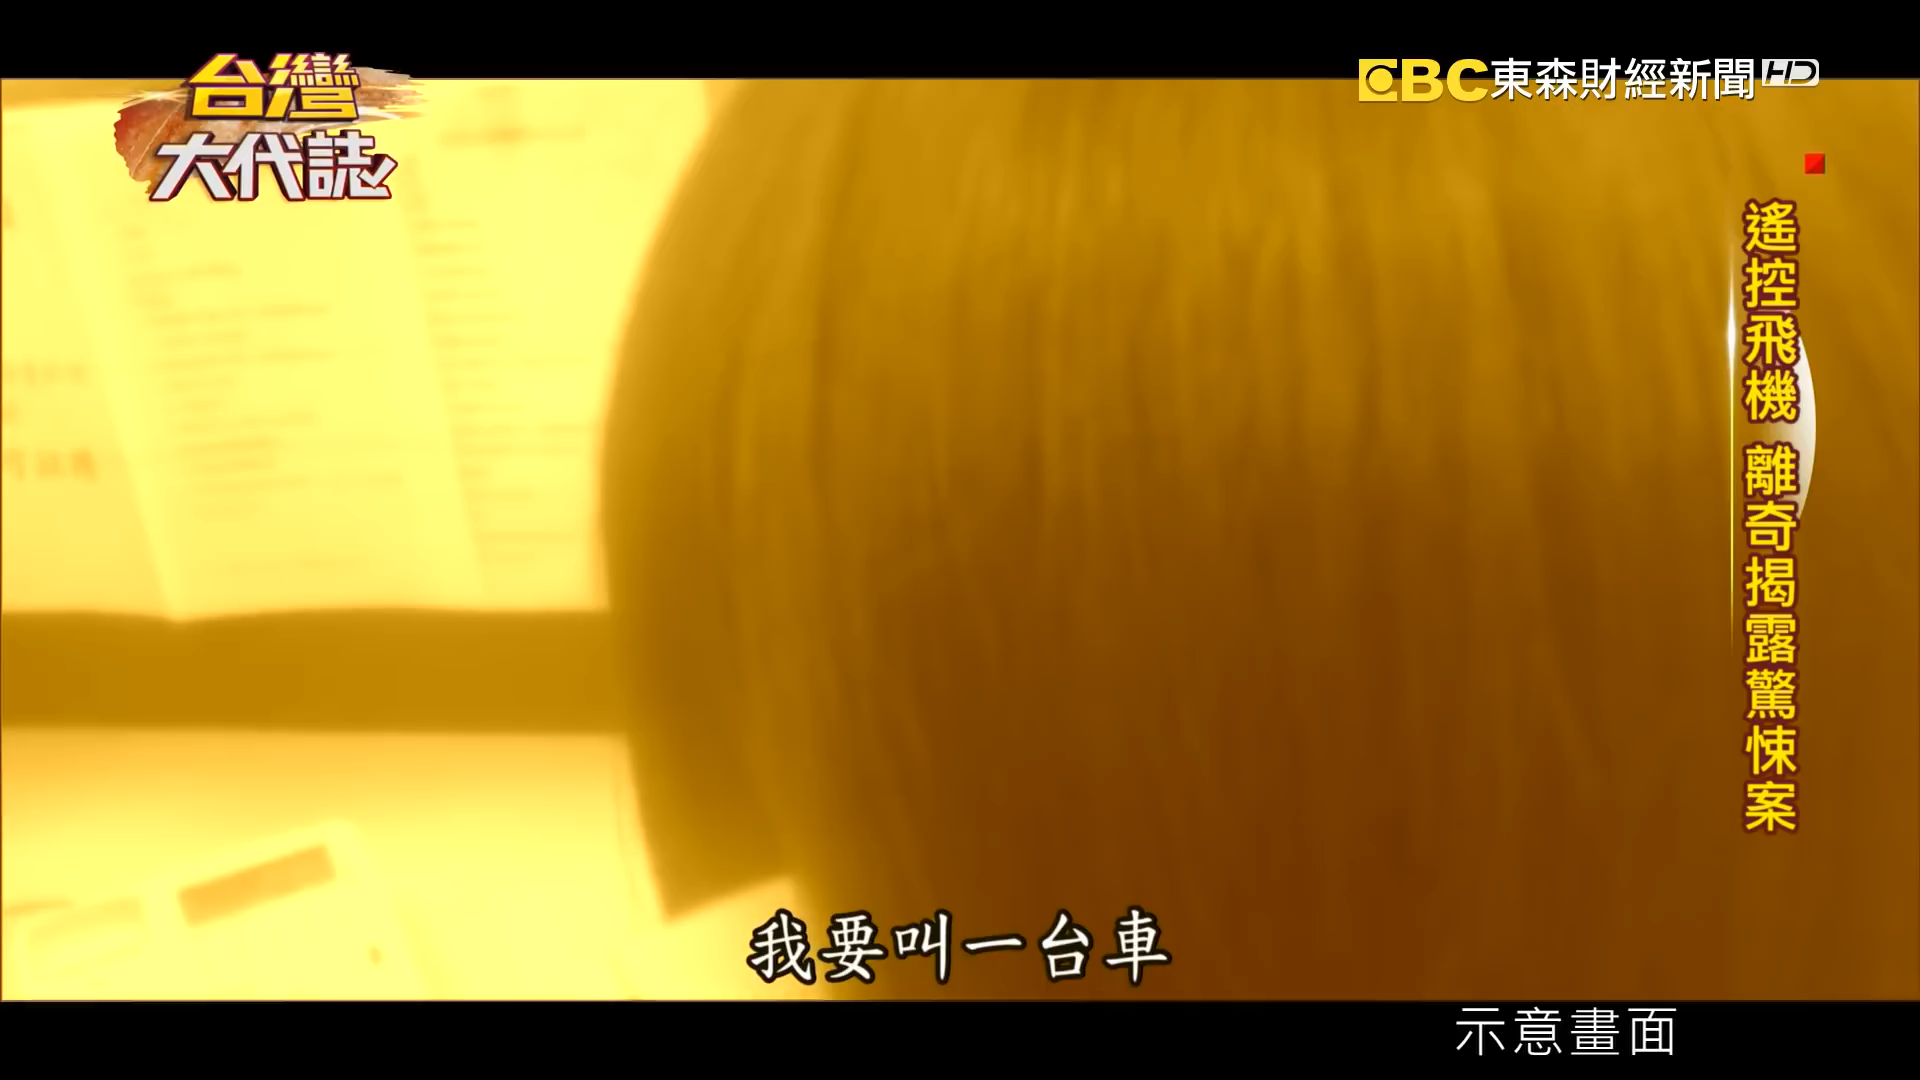 台灣
大代誌
EBC東森財經新聞HD
遙控飛機 離奇揭露驚悚案
我要叫一台車
示意畫面